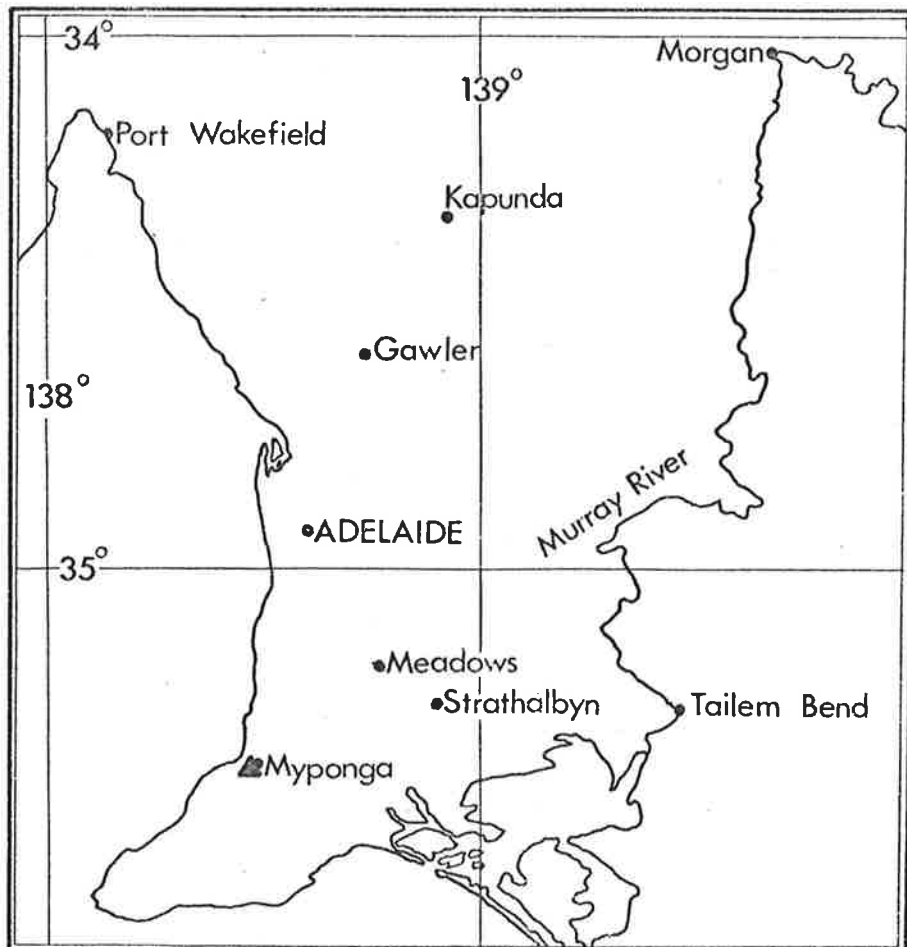 34°
Morgan
139°
Port Wakefield
Kapunda
Gawler
138°
Murray River
ADELAIDE
35°
Meadows
Strathalbyn
Tailem Bend
Myponga